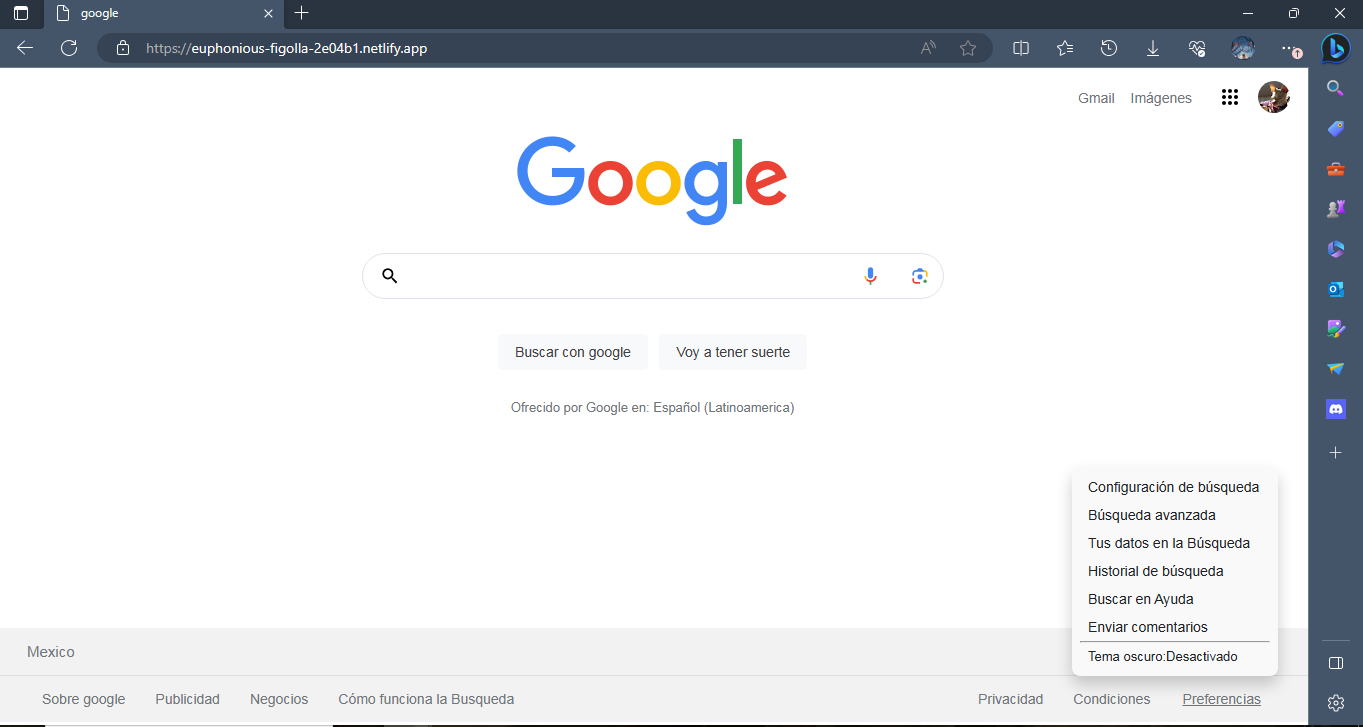 google
https://euphonious-figolla-2e04b1.netlify.app
Gmail Imágenes
Google
Buscar con google Voy a tener suerte
Ofrecido por Google en: Español (Latinoamerica)
Configuración de búsqueda
Búsqueda avanzada
Tus datos en la Búsqueda
Historial de búsqueda
Buscar en Ayuda
Enviar comentarios
Tema oscuro:Desactivado
Mexico
Sobre google Publicidad Negocios Cómo funciona la Busqueda Privacidad Condiciones Preferencias